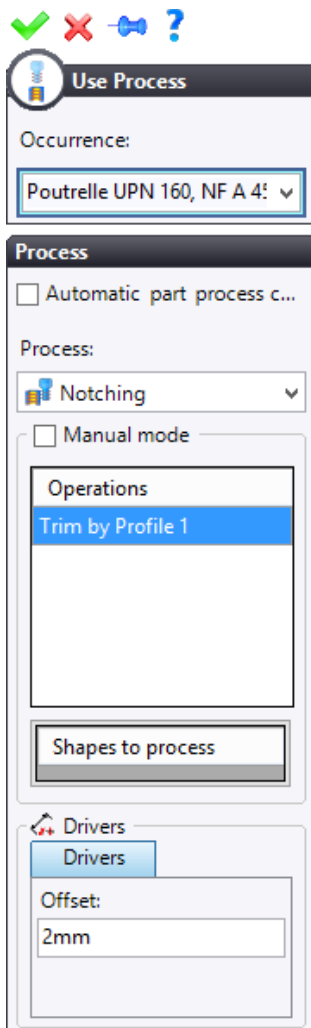 Use Process
Occurrence:
Poutrelle UPN 160, NF A 45
Process
Automatic part process c...
Process:
Notching
Manual mode
Operations
Trim by Profile 1
Shapes to process
Drivers
Drivers
Offset:
2mm